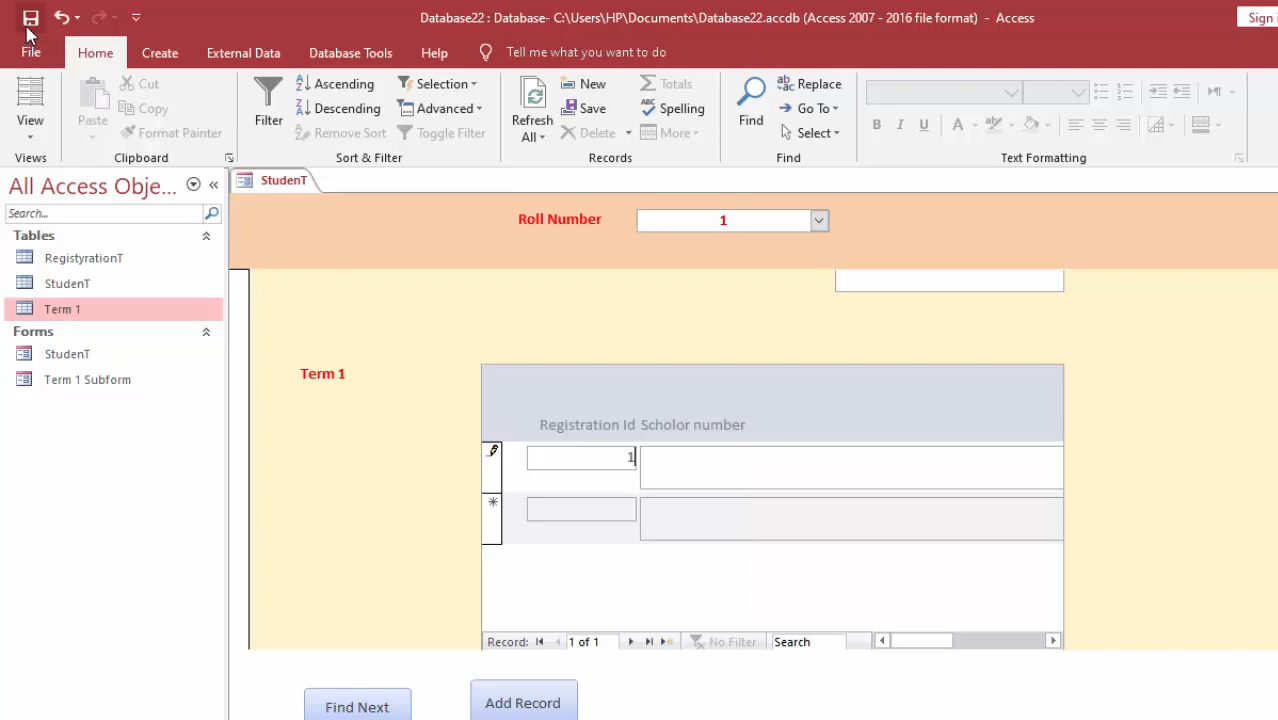 Database22 : Database- C:\Users\HP\Documents\Database22.accdb (Access 2007 - 2016 file format) - Access
Sign
File Home Create External Data Database Tools Help Tell me what you want to do
View
Paste
Cut
Copy
Format Painter
Filter
Ascending
Descending
Remove Sort
Selection
Advanced
Toggle Filter
Refresh
All
New
Save
Delete
Totals
Spelling
More
Find
Replace
Go To
Select
B I U A
Views Clipboard Sort & Filter Records Find Text Formatting
All Access Obje...
Search...
Tables
RegistyrationT
StudenT
Term 1
Forms
StudenT
Term 1 Subform
StudenT
Roll Number 1
Term 1
Registration Id Scholor number
1
Record: 1 of 1 No Filter Search
Find Next Add Record